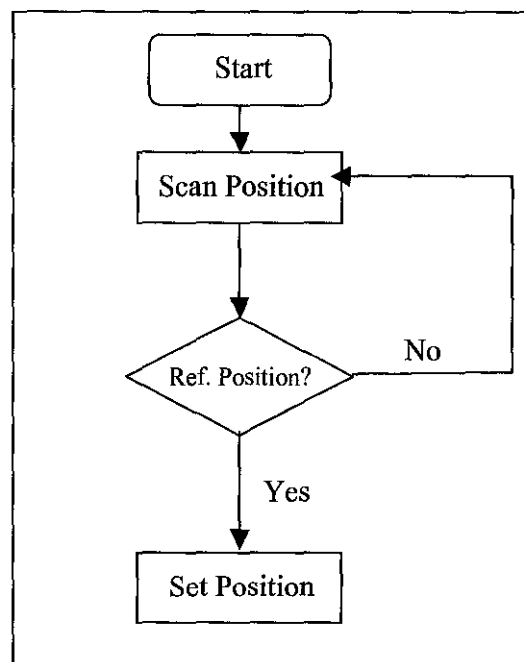 Start
Scan Position
Ref. Position?
No
Yes
Set Position